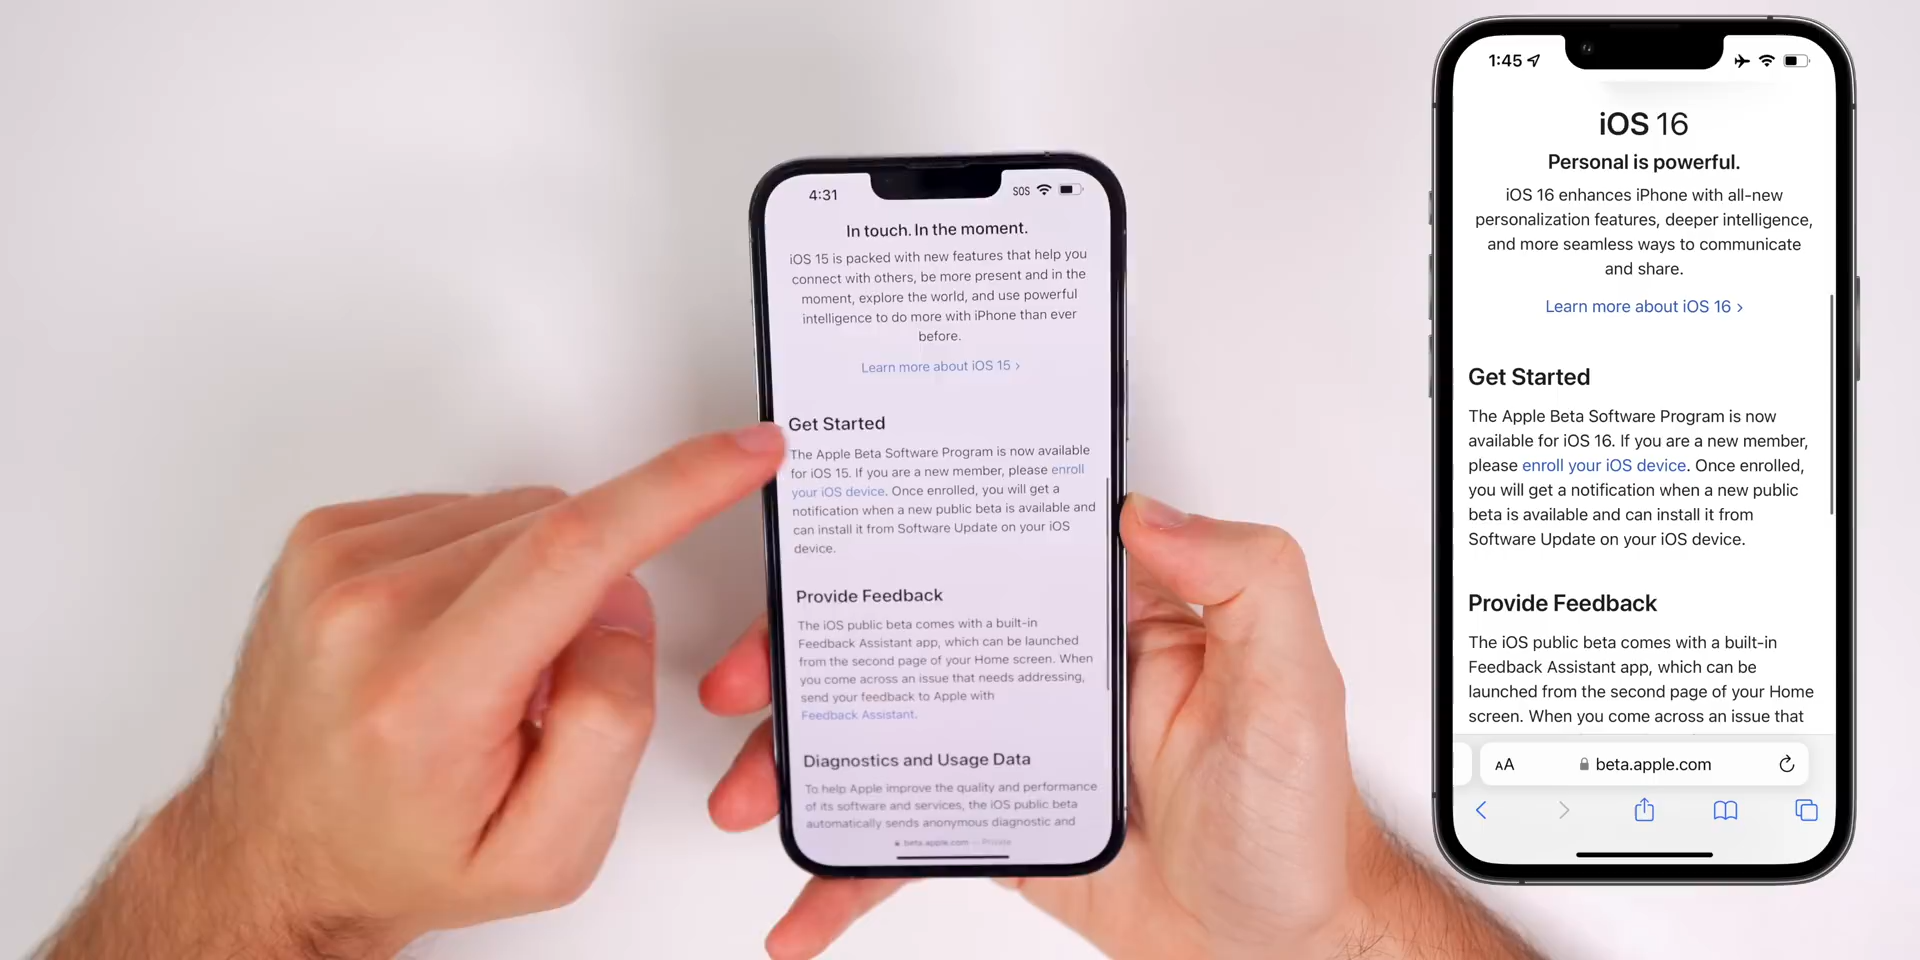 4:31
SOS
In touch. In the moment.
iOS 15 is packed with new features that help you
connect with others, be more present and in the
moment, explore the world, and use powerful
intelligence to do more with iPhone than ever
before.
Learn more about iOS 15 >
Get Started
The Apple Beta Software Program is now available
for iOS 15. If you are a new member, please enroll
your iOS device. Once enrolled, you will get a
notification when a new public beta is available and
can install it from Software Update on your iOS
device.
Provide Feedback
The iOS public beta comes with a built-in
Feedback Assistant app, which can be launched
from the second page of your Home screen. When
you come across an issue that needs addressing,
send your feedback to Apple with
Feedback Assistant.
Diagnostics and Usage Data
To help Apple improve the quality and performance
of its software and services, the iOS public beta
automatically sends anonymous diagnostic and
beta.apple.com — Private
1:45
iOS 16
Personal is powerful.
iOS 16 enhances iPhone with all-new
personalization features, deeper intelligence,
and more seamless ways to communicate
and share.
Learn more about iOS 16 >
Get Started
The Apple Beta Software Program is now
available for iOS 16. If you are a new member,
please enroll your iOS device. Once enrolled,
you will get a notification when a new public
beta is available and can install it from
Software Update on your iOS device.
Provide Feedback
The iOS public beta comes with a built-in
Feedback Assistant app, which can be
launched from the second page of your Home
screen. When you come across an issue that
AA
beta.apple.com